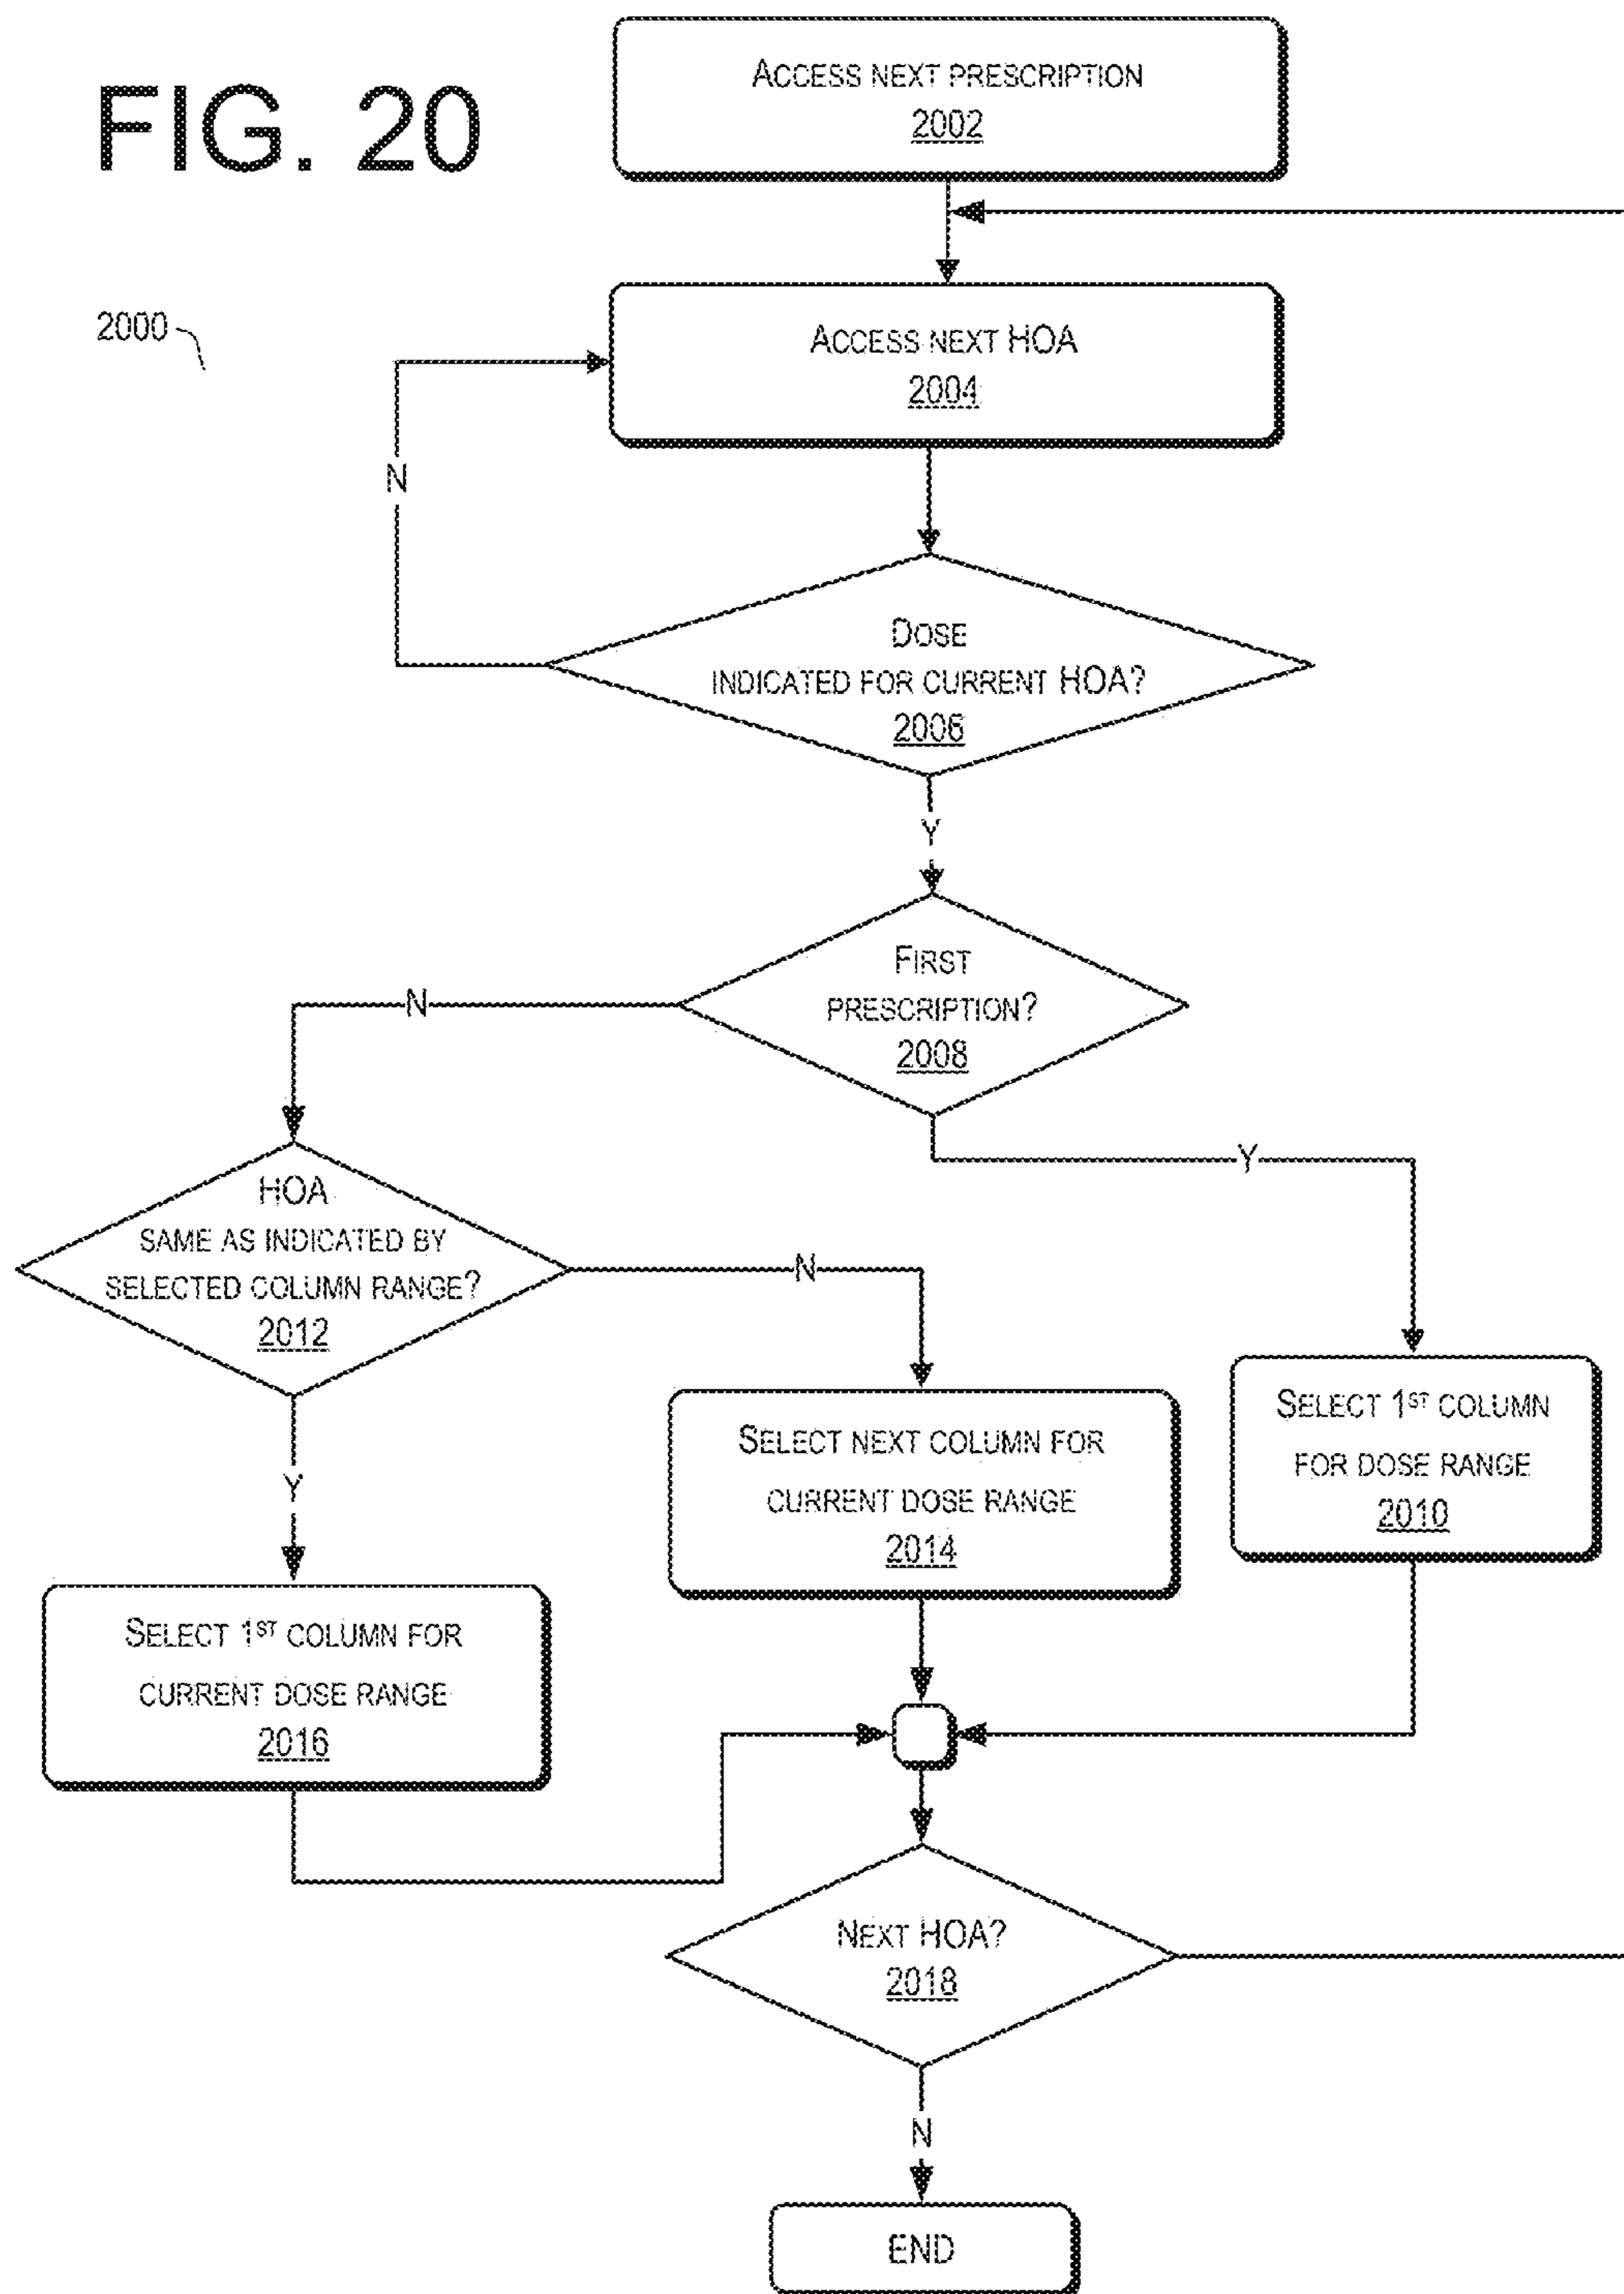 FIG. 20
ACCESS NEXT PRESCRIPTION
2002
2000
ACCESS NEXT HOA
2004
N
DOSE
INDICATED FOR CURRENT HOA?
2006
Y
FIRST
PRESCRIPTION?
2008
N
Y
HOA
SAME AS INDICATED BY
SELECTED COLUMN RANGE?
2012
N
Y
SELECT NEXT COLUMN FOR
CURRENT DOSE RANGE
2014
SELECT 1ST COLUMN
FOR DOSE RANGE
2010
SELECT 1ST COLUMN FOR
CURRENT DOSE RANGE
2016
NEXT HOA?
2018
N
END